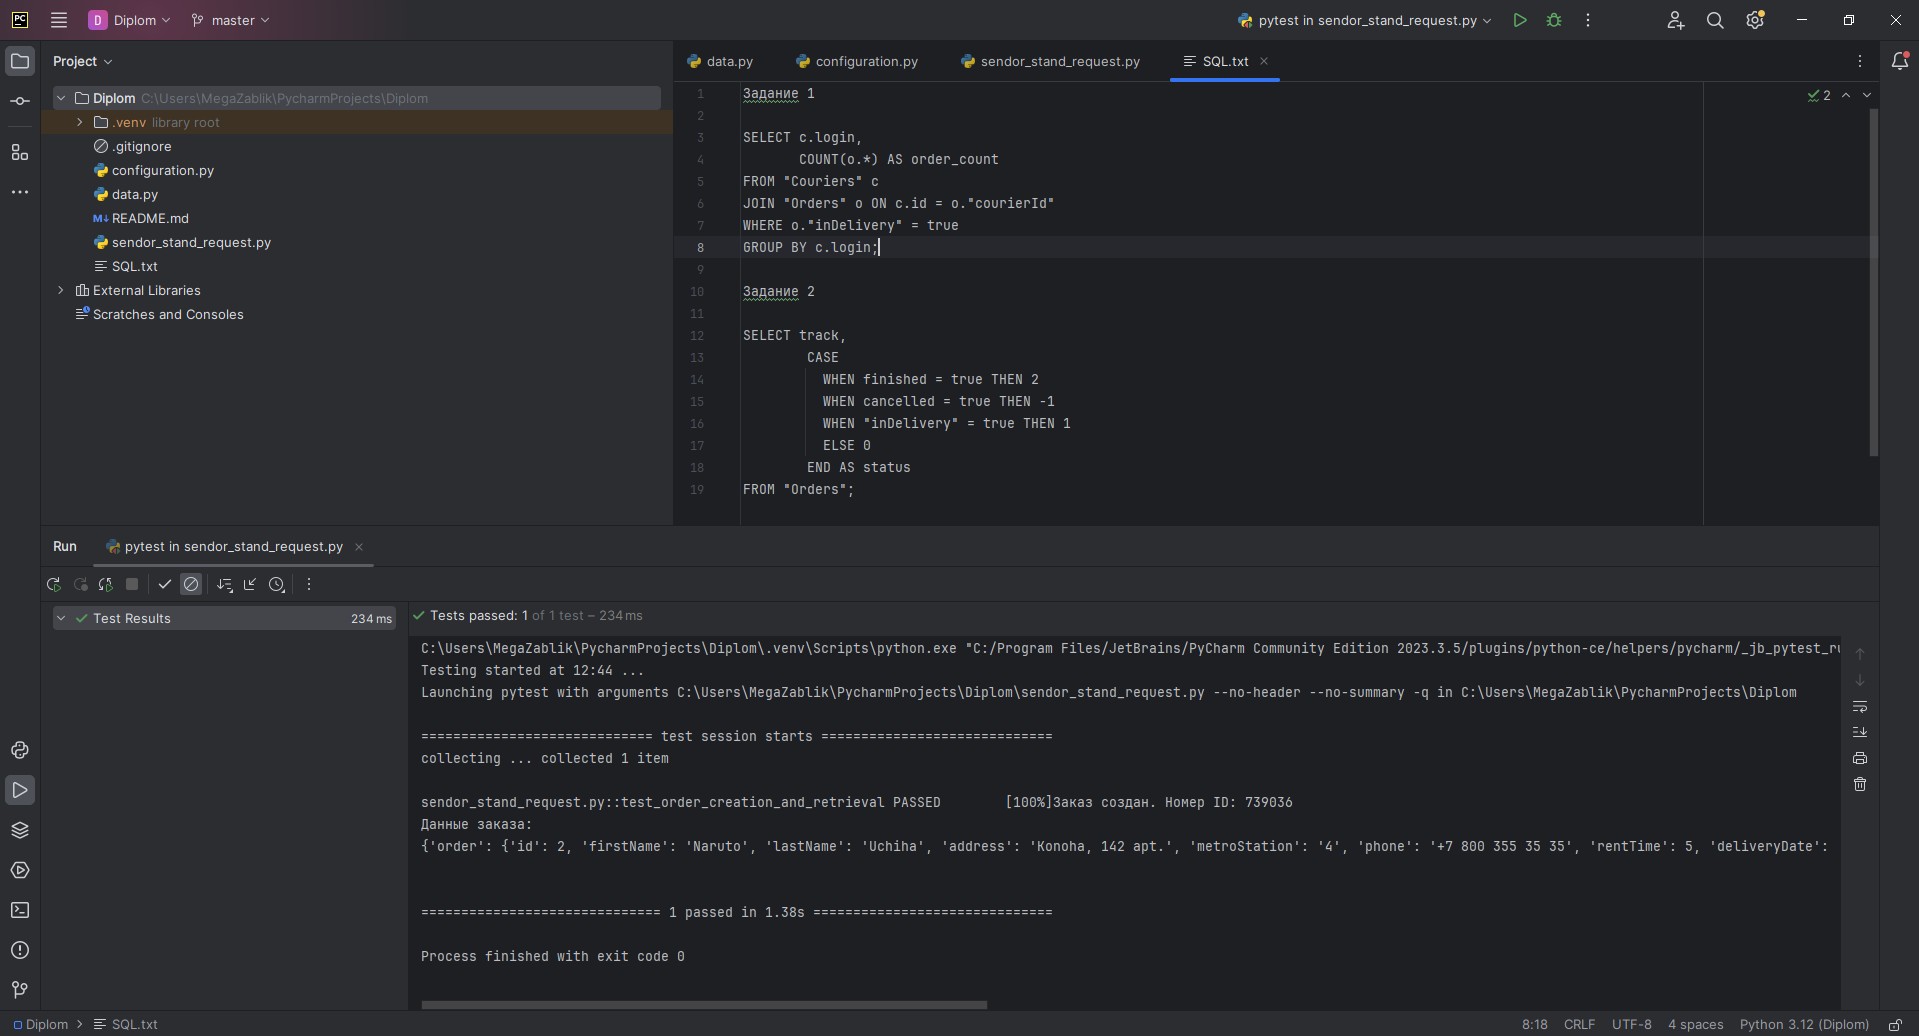 PC
D Diplom
master
pytest in sendor_stand_request.py
Project
data.py
configuration.py
sendor_stand_request.py
SQL.txt
Diplom C:\Users\MegaZablik\PycharmProjects\Diplom
.venv library root
.gitignore
configuration.py
data.py
M↓ README.md
sendor_stand_request.py
SQL.txt
External Libraries
Scratches and Consoles
2
1 Задание 1
2
3 SELECT c.login,
4 COUNT(o.*) AS order_count
5 FROM "Couriers" c
6 JOIN "Orders" o ON c.id = o."courierId"
7 WHERE o."inDelivery" = true
8 GROUP BY c.login;
9
10 Задание 2
11
12 SELECT track,
13 CASE
14 WHEN finished = true THEN 2
15 WHEN cancelled = true THEN -1
16 WHEN "inDelivery" = true THEN 1
17 ELSE 0
18 END AS status
19 FROM "Orders";
Run
pytest in sendor_stand_request.py
Test Results 234 ms
Tests passed: 1 of 1 test – 234 ms
C:\Users\MegaZablik\PycharmProjects\Diplom\.venv\Scripts\python.exe "C:/Program Files/JetBrains/PyCharm Community Edition 2023.3.5/plugins/python-ce/helpers/pycharm/_jb_pytest_ru
Testing started at 12:44 ...
Launching pytest with arguments C:\Users\MegaZablik\PycharmProjects\Diplom\sendor_stand_request.py --no-header --no-summary -q in C:\Users\MegaZablik\PycharmProjects\Diplom
============================= test session starts =============================
collecting ... collected 1 item
sendor_stand_request.py::test_order_creation_and_retrieval PASSED [100%]Заказ создан. Номер ID: 739036
Данные заказа:
{'order': {'id': 2, 'firstName': 'Naruto', 'lastName': 'Uchiha', 'address': 'Konoha, 142 apt.', 'metroStation': '4', 'phone': '+7 800 355 35 35', 'rentTime': 5, 'deliveryDate':
============================== 1 passed in 1.38s ==============================
Process finished with exit code 0
Diplom
SQL.txt
8:18
CRLF
UTF-8
4 spaces
Python 3.12 (Diplom)